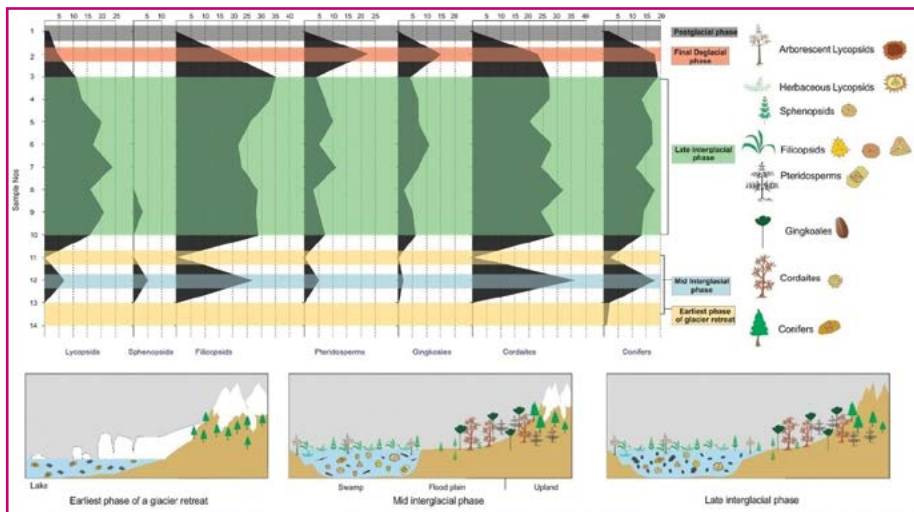 5 10 15 20 25 30
5 10
5 10 15 20 25 30 35 40
5 10 15 20 25
5 10 15 20
5 10 15 20 25 30 35 40
5 10 15 20
Sample Nos
1
2
3
4
5
6
7
8
9
10
11
12
13
14
Postglacial phase
Final Deglacial
phase
Late interglacial
phase
Mid Interglacial
phase
Earliest phase
of glacier retreat
Lycopsids
Sphenopsids
Filicopsids
Pteridosperms
Gingkosies
Cordaites
Conifers
Arborescent Lycopsids
Herbaceous Lycopsids
Sphenopsids
Filicopsids
Pteridosperms
Gingkoales
Cordaites
Conifers
Lake
Earliest phase of a glacier retreat
Swamp
Flood plain
Upland
Mid interglacial phase
Late interglacial phase